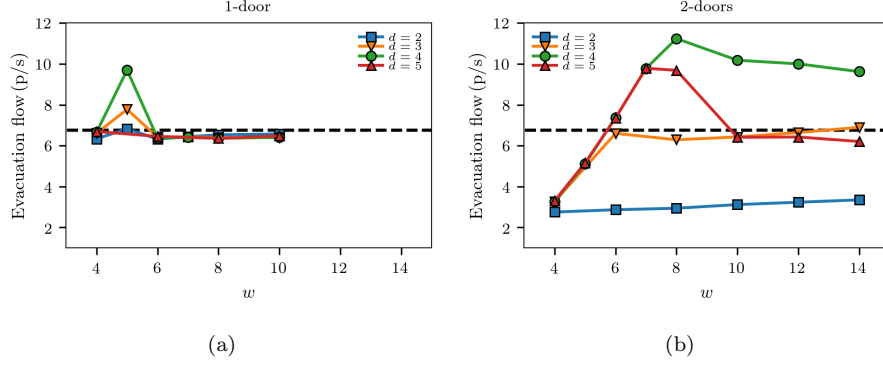 1-door
12
10
8
6
4
2
Evacuation flow (p/s)
d = 2
d = 3
d = 4
d = 5
4 6 8 10 12 14
w
(a)
2-doors
12
10
8
6
4
2
Evacuation flow (p/s)
d = 2
d = 3
d = 4
d = 5
4 6 8 10 12 14
w
(b)